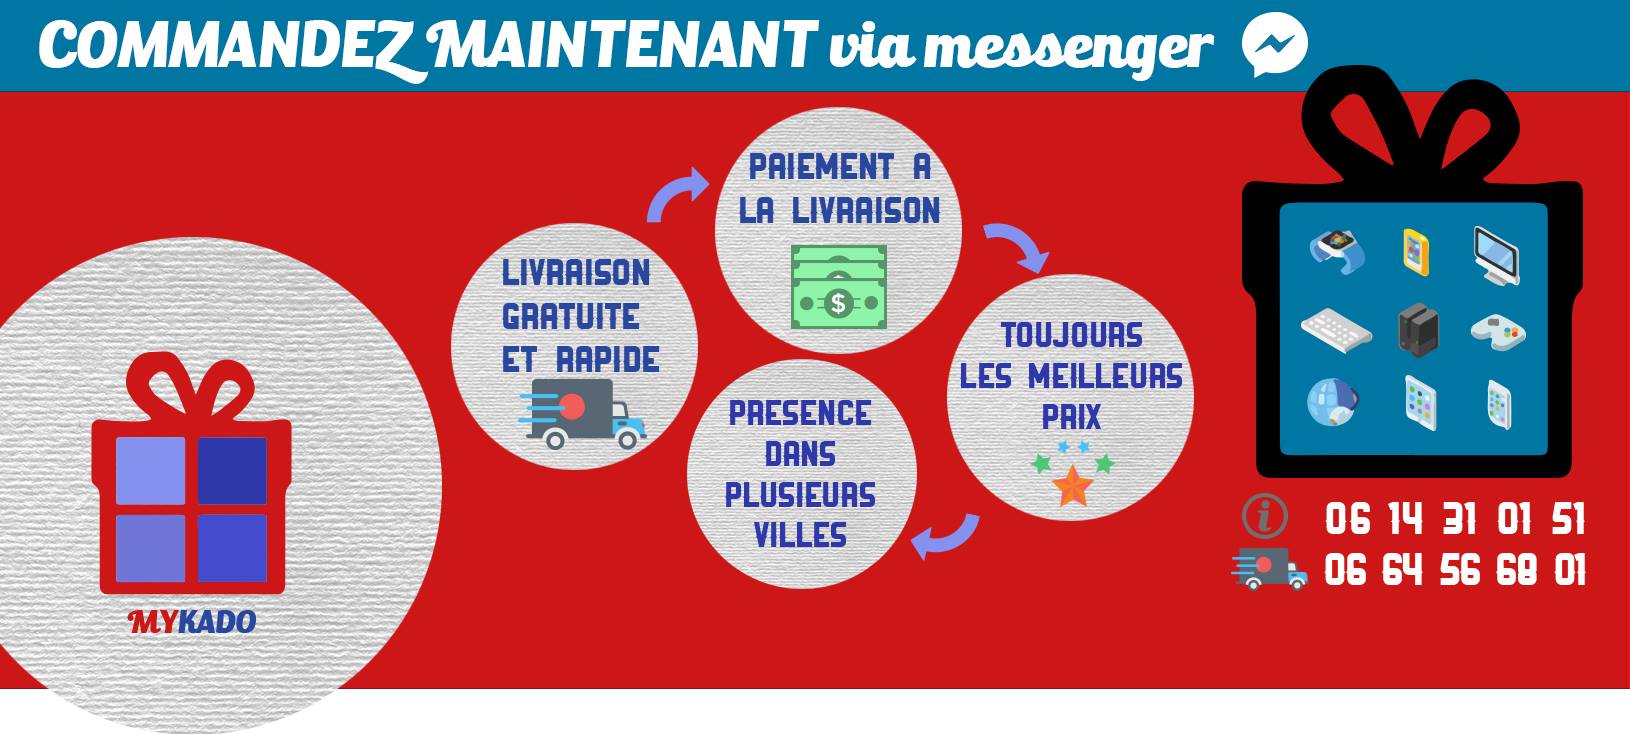 COMMANDEZ MAINTENANT via messenger
LIVRAISON
GRATUITE
ET RAPIDE
PAIEMENT A
LA LIVRAISON
$
TOUJOURS
LES MEILLEURS
PRIX
PRESENCE
DANS
PLUSIEURS
VILLES
MYKADO
i 06 14 31 01 51
06 64 56 68 01